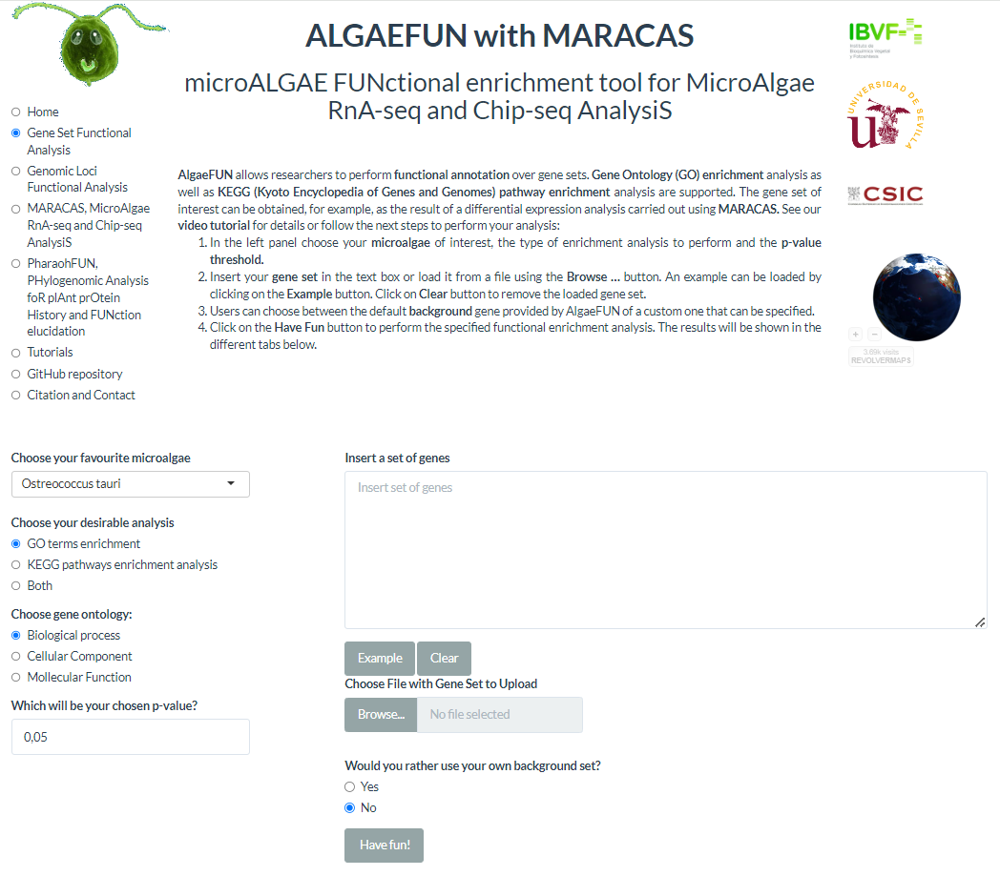 ALGAEFUN with MARACAS
microALGAE FUNctional enrichment tool for MicroAlgae
RnA-seq and Chip-seq AnalysiS
IBVF
Instituto de
Bioquímica Vegetal
y Fotosíntesis
UNIVERSIDAD DE SEVILLA
CSIC
Home
Gene Set Functional
Analysis
Genomic Loci
Functional Analysis
MARACAS, MicroAlgae
RnA-seq and Chip-seq
AnalysiS
PharaohFUN,
PHylogenomic Analysis
foR plAnt prOtein
History and FUNction
elucidation
Tutorials
GitHub repository
Citation and Contact
AlgaeFUN allows researchers to perform functional annotation over gene sets. Gene Ontology (GO) enrichment analysis as
well as KEGG (Kyoto Encyclopedia of Genes and Genomes) pathway enrichment analysis are supported. The gene set of
interest can be obtained, for example, as the result of a differential expression analysis carried out using MARACAS. See our
video tutorial for details or follow the next steps to perform your analysis:
1. In the left panel choose your microalgae of interest, the type of enrichment analysis to perform and the p-value
threshold.
2. Insert your gene set in the text box or load it from a file using the Browse ... button. An example can be loaded by
clicking on the Example button. Click on Clear button to remove the loaded gene set.
3. Users can choose between the default background gene provided by AlgaeFUN of a custom one that can be specified.
4. Click on the Have Fun button to perform the specified functional enrichment analysis. The results will be shown in the
different tabs below.
+ −
3.69k visits
REVOLVERMAPS
Choose your favourite microalgae
Ostreococcus tauri
Choose your desirable analysis
GO terms enrichment
KEGG pathways enrichment analysis
Both
Choose gene ontology:
Biological process
Cellular Component
Mollecular Function
Which will be your chosen p-value?
0,05
Insert a set of genes
Insert set of genes
Example Clear
Choose File with Gene Set to Upload
Browse... No file selected
Would you rather use your own background set?
Yes
No
Have fun!